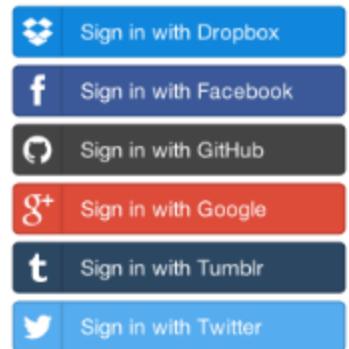 Sign in with Dropbox
f Sign in with Facebook
Sign in with GitHub
g+ Sign in with Google
t Sign in with Tumblr
Sign in with Twitter